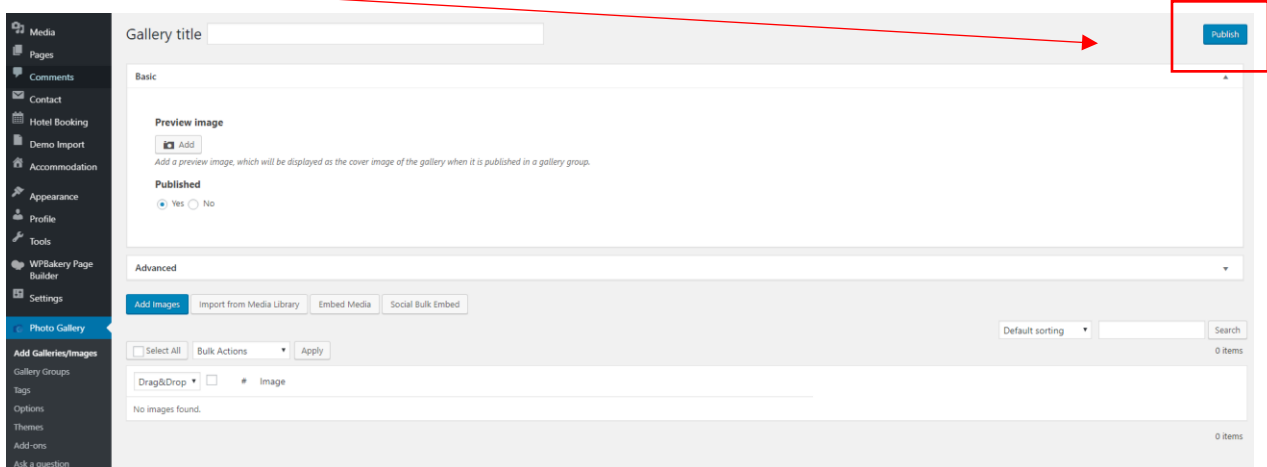 Media
Pages
Comments
Contact
Hotel Booking
Demo Import
Accommodation
Appearance
Profile
Tools
WPBakery Page
Builder
Settings
Photo Gallery
Add Galleries/Images
Gallery Groups
Tags
Options
Themes
Add-ons
Ask a question
Gallery title
Publish
Basic
Preview image
Add
Add a preview image, which will be displayed as the cover image of the gallery when it is published in a gallery group.
Published
Yes No
Advanced
Add Images Import from Media Library Embed Media Social Bulk Embed
Default sorting Search
Select All Bulk Actions Apply 0 items
Drag&Drop # Image
No images found.
0 items